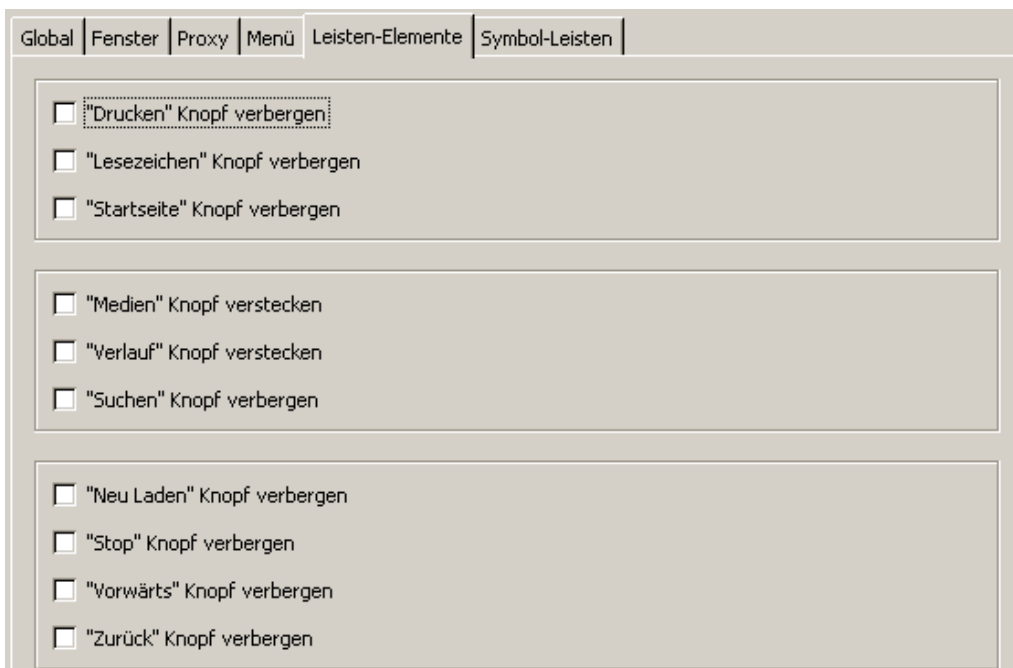 Global Fenster Proxy Menü Leisten-Elemente Symbol-Leisten
"Drucken" Knopf verbergen
"Lesezeichen" Knopf verbergen
"Startseite" Knopf verbergen
"Medien" Knopf verstecken
"Verlauf" Knopf verstecken
"Suchen" Knopf verbergen
"Neu Laden" Knopf verbergen
"Stop" Knopf verbergen
"Vorwärts" Knopf verbergen
"Zurück" Knopf verbergen